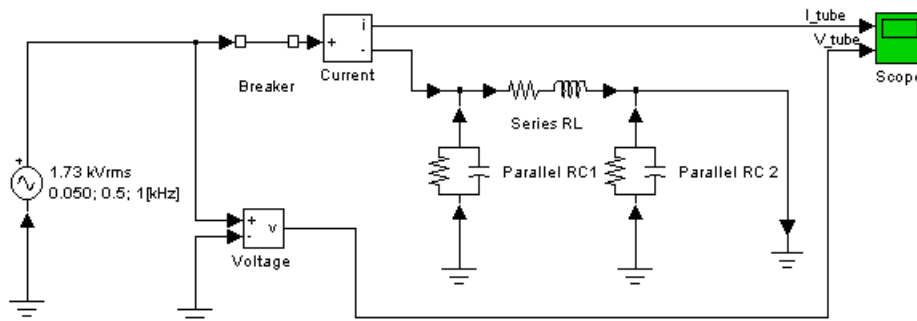 I_tube
V_tube
i
+
-
Current
Breaker
Scope
Series RL
+
1.73 kVrms
0.050; 0.5; 1[kHz]
Parallel RC1
Parallel RC 2
+
-
v
Voltage